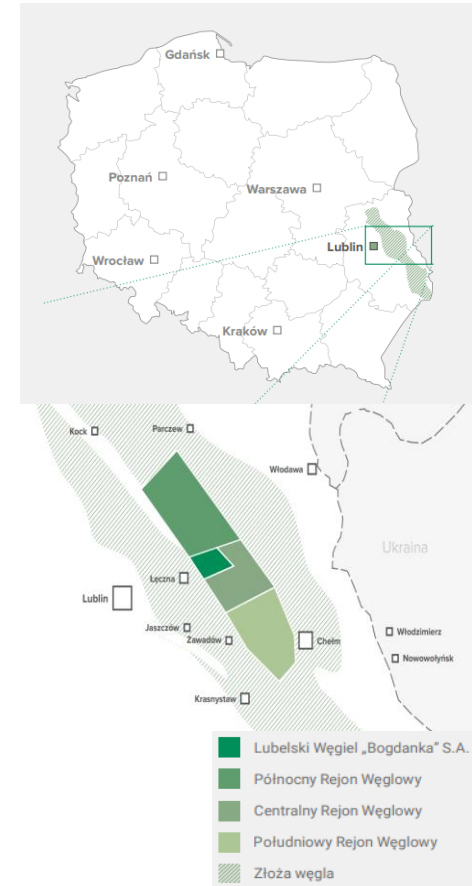 Gdańsk
Poznań
Warszawa
Lublin
Wrocław
Kraków
Kock
Parczew
Włodawa
Ukraina
Łęczna
Lublin
Jaszczów
Zawadów
Chełm
Włodzimierz
Nowowołyńsk
Krasnystaw
Lubelski Węgiel „Bogdanka” S.A.
Północny Rejon Węglowy
Centralny Rejon Węglowy
Południowy Rejon Węglowy
Złoża węgla